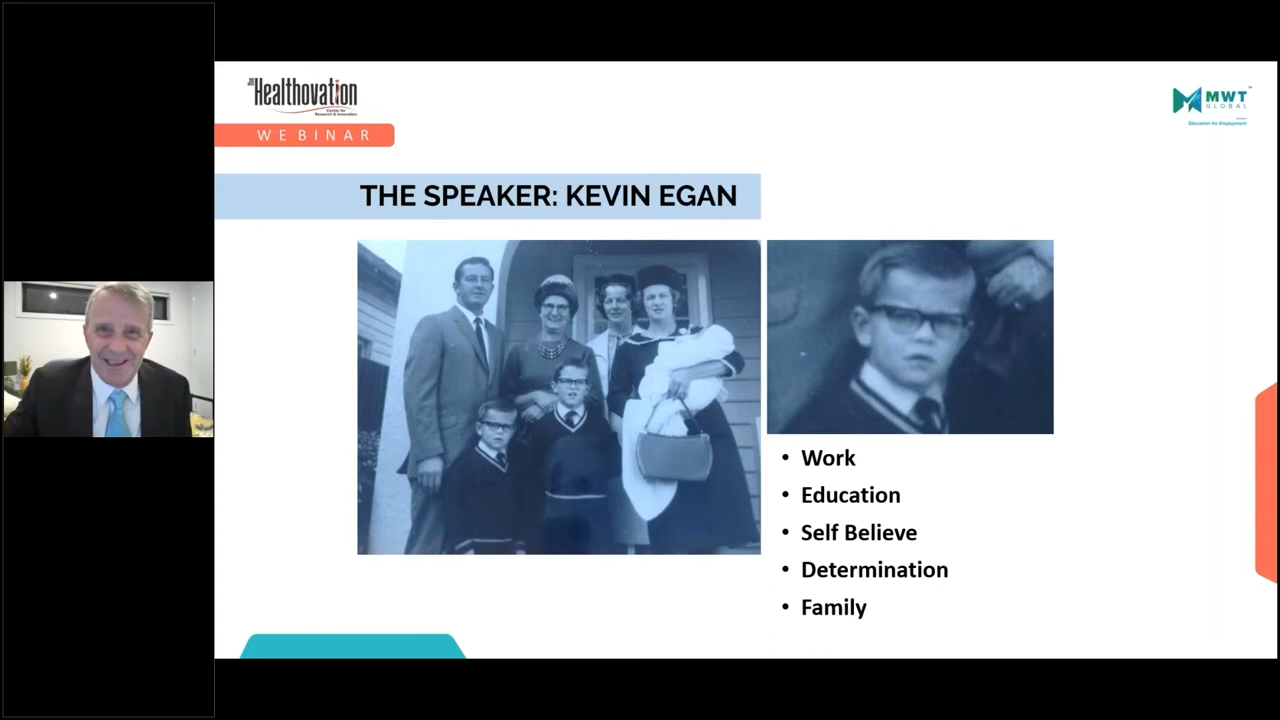 The Healthovation
Center for
Research & Innovation
WEBINAR
MWT
GLOBAL
Education for Employment
THE SPEAKER: KEVIN EGAN
• Work
• Education
• Self Believe
• Determination
• Family